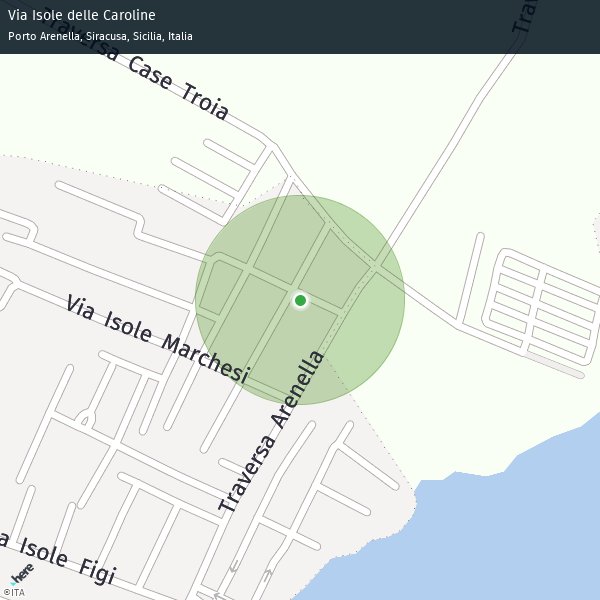 Via Isole delle Caroline
Porto Arenella, Siracusa, Sicilia, Italia
Traversa Case Troia
Via Isole Marchesi
Traversa Arenella
Isole Figi
here
©ITA